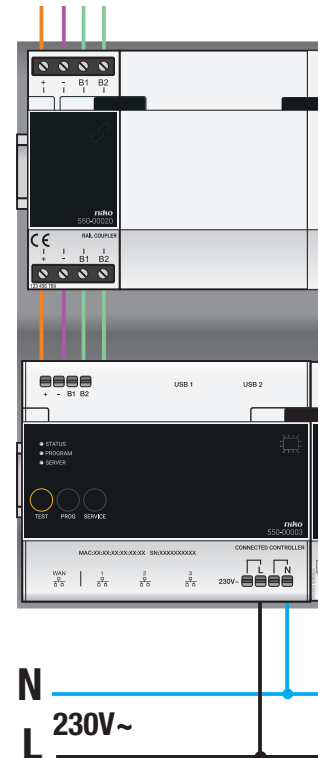 + - B1 B2
niko
550-00020
RAIL COUPLER
CE
+ - B1 B2
USB 1 USB 2
+ - B1 B2
STATUS
PROGRAM
SERVER
TEST PROG SERVICE
niko
550-00003
MAC:XX:XX:XX:XX:XX:XX SN:XXXXXXXXXX CONNECTED CONTROLLER
WAN 1 2 3 L N
230V~
N
230V~
L